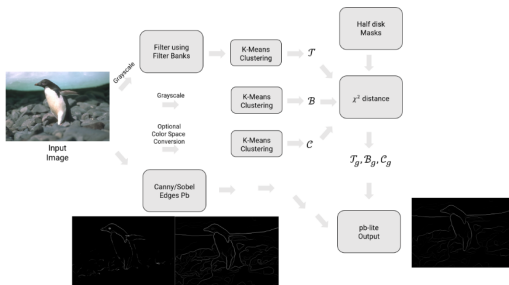 Half disk
Masks
Filter using
Filter Banks
K-Means
Clustering
𝒯
Grayscale
Grayscale
K-Means
Clustering
ℬ
χ² distance
Optional
Color Space
Conversion
K-Means
Clustering
𝒞
Input
Image
𝒯g, ℬg, 𝒞g
Canny/Sobel
Edges Pb
pb-lite
Output